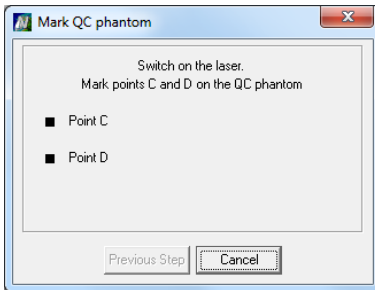 Mark QC phantom
Switch on the laser.
Mark points C and D on the QC phantom
Point C
Point D
Previous Step
Cancel